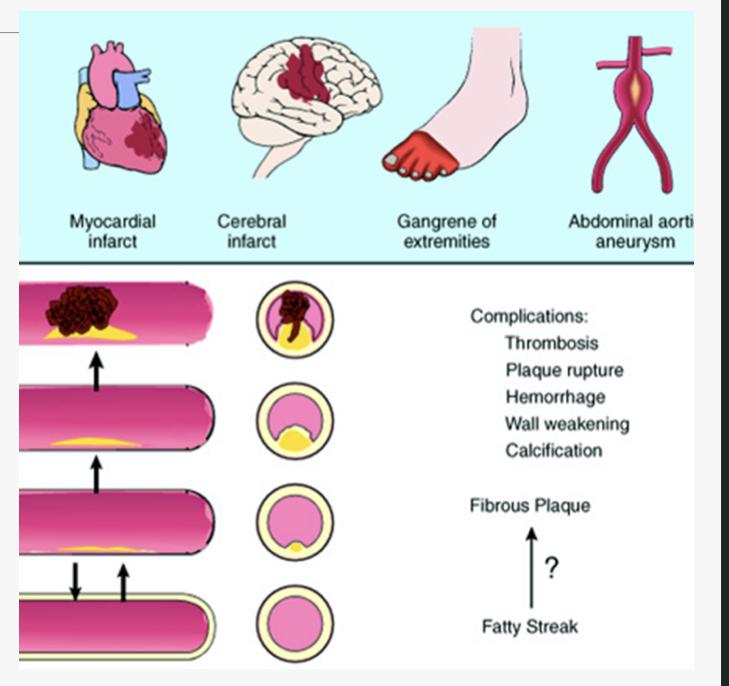 Myocardial
infarct
Cerebral
infarct
Gangrene of
extremities
Abdominal aorti
aneurysm
Complications:
Thrombosis
Plaque rupture
Hemorrhage
Wall weakening
Calcification
Fibrous Plaque
?
Fatty Streak